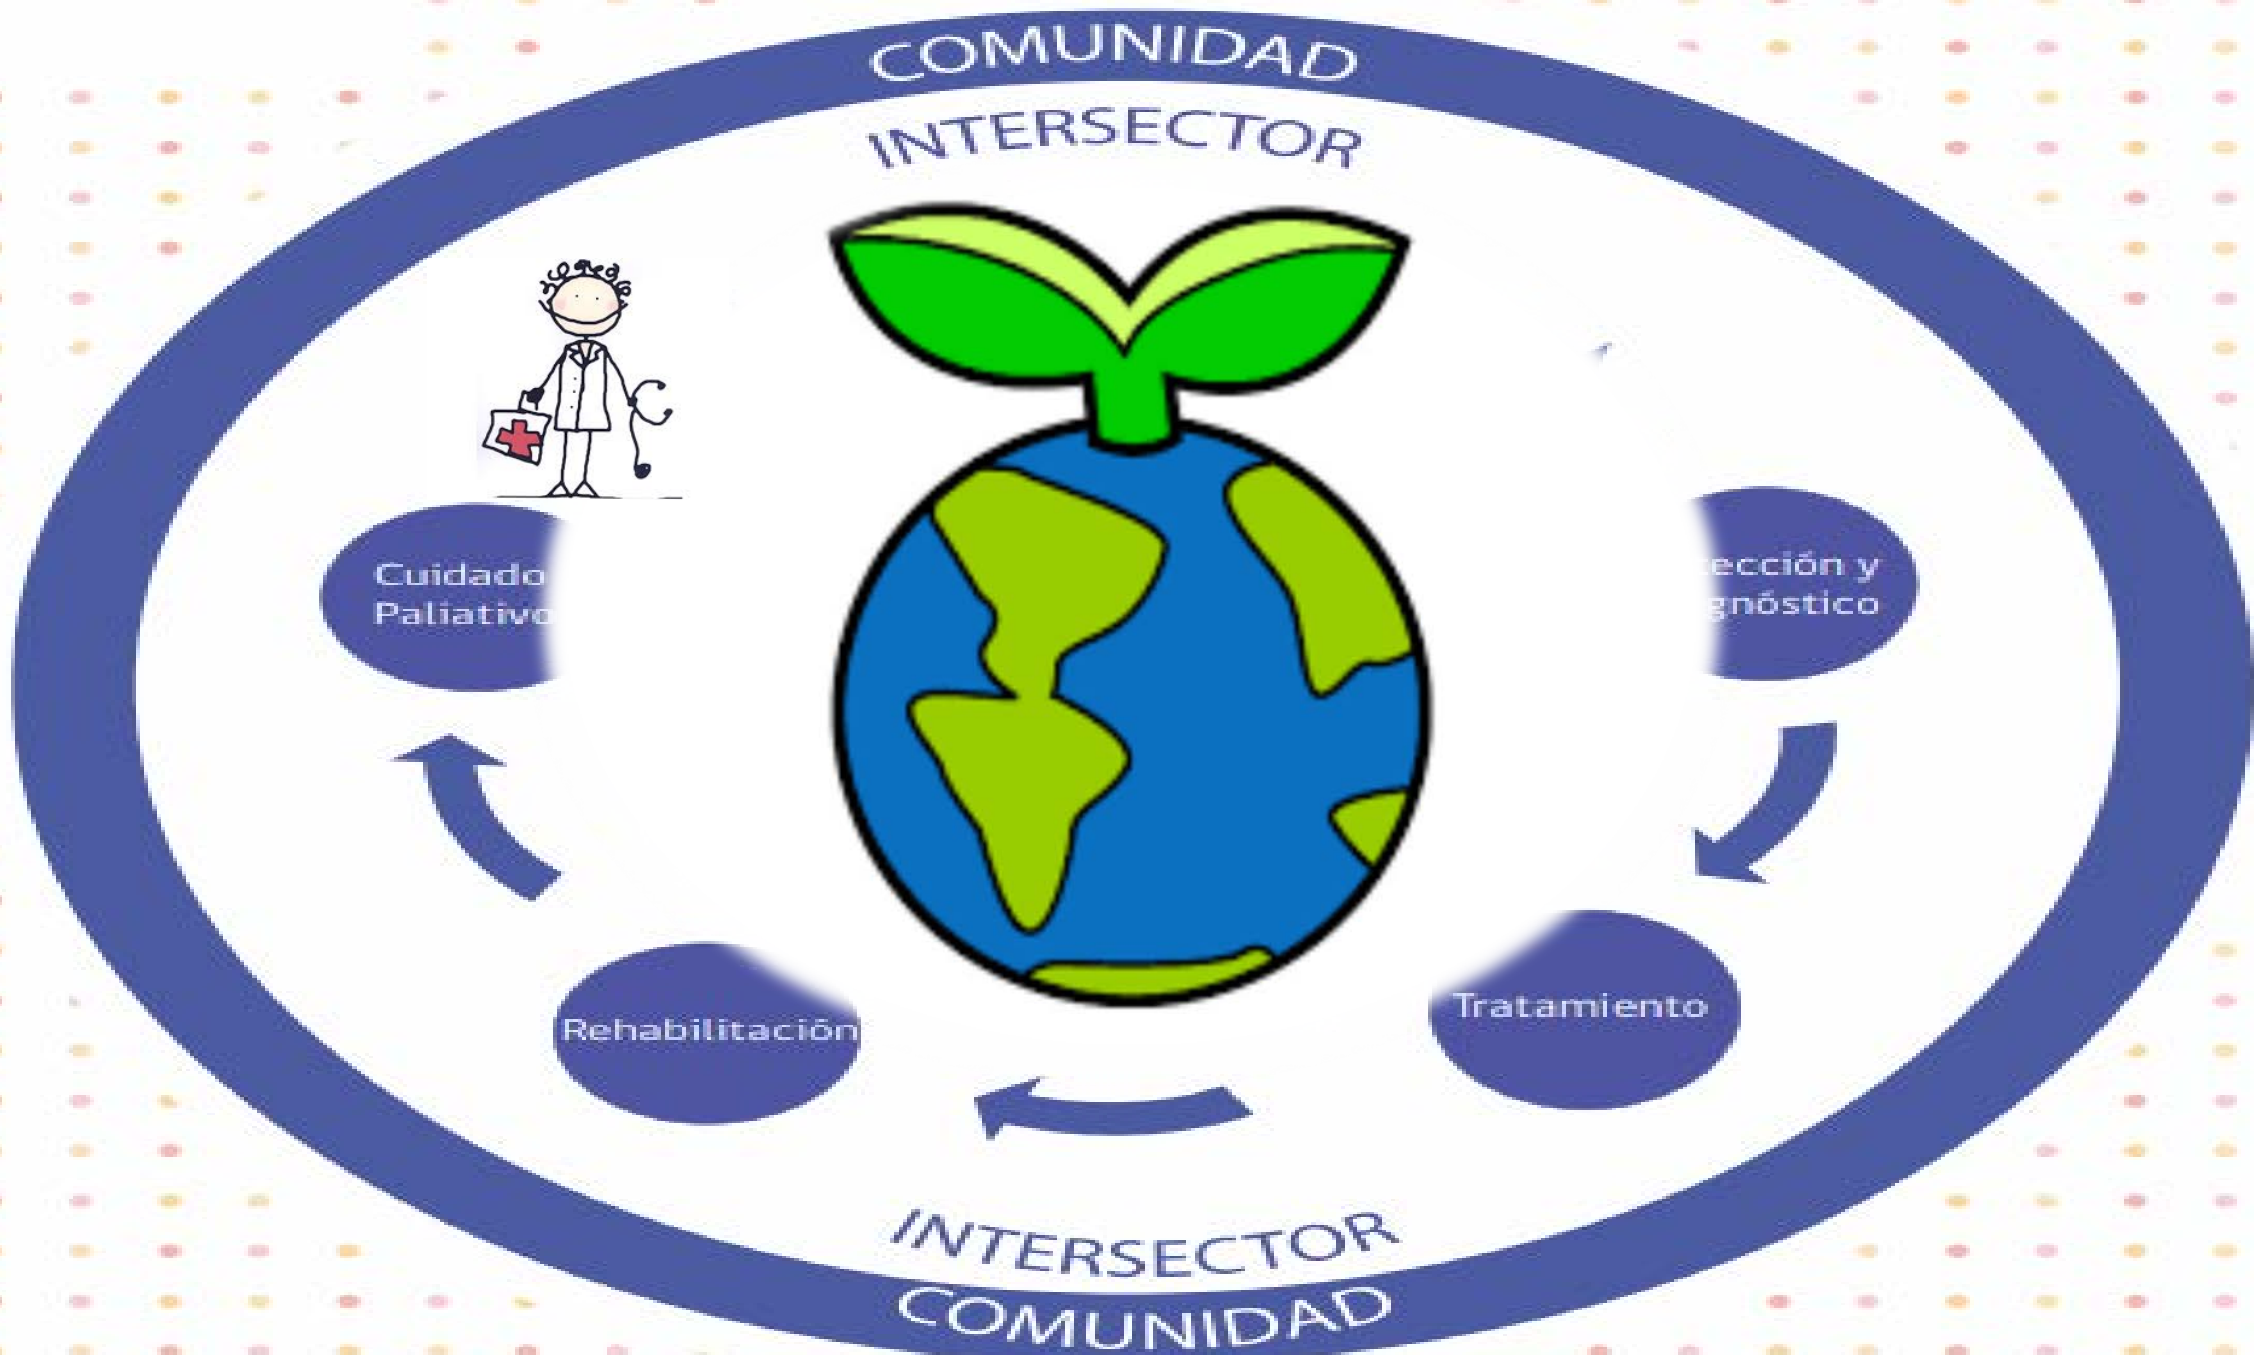 COMUNIDAD
INTERSECTOR
Cuidado
Paliativo
ección y
gnóstico
Rehabilitación
Tratamiento
INTERSECTOR
COMUNIDAD